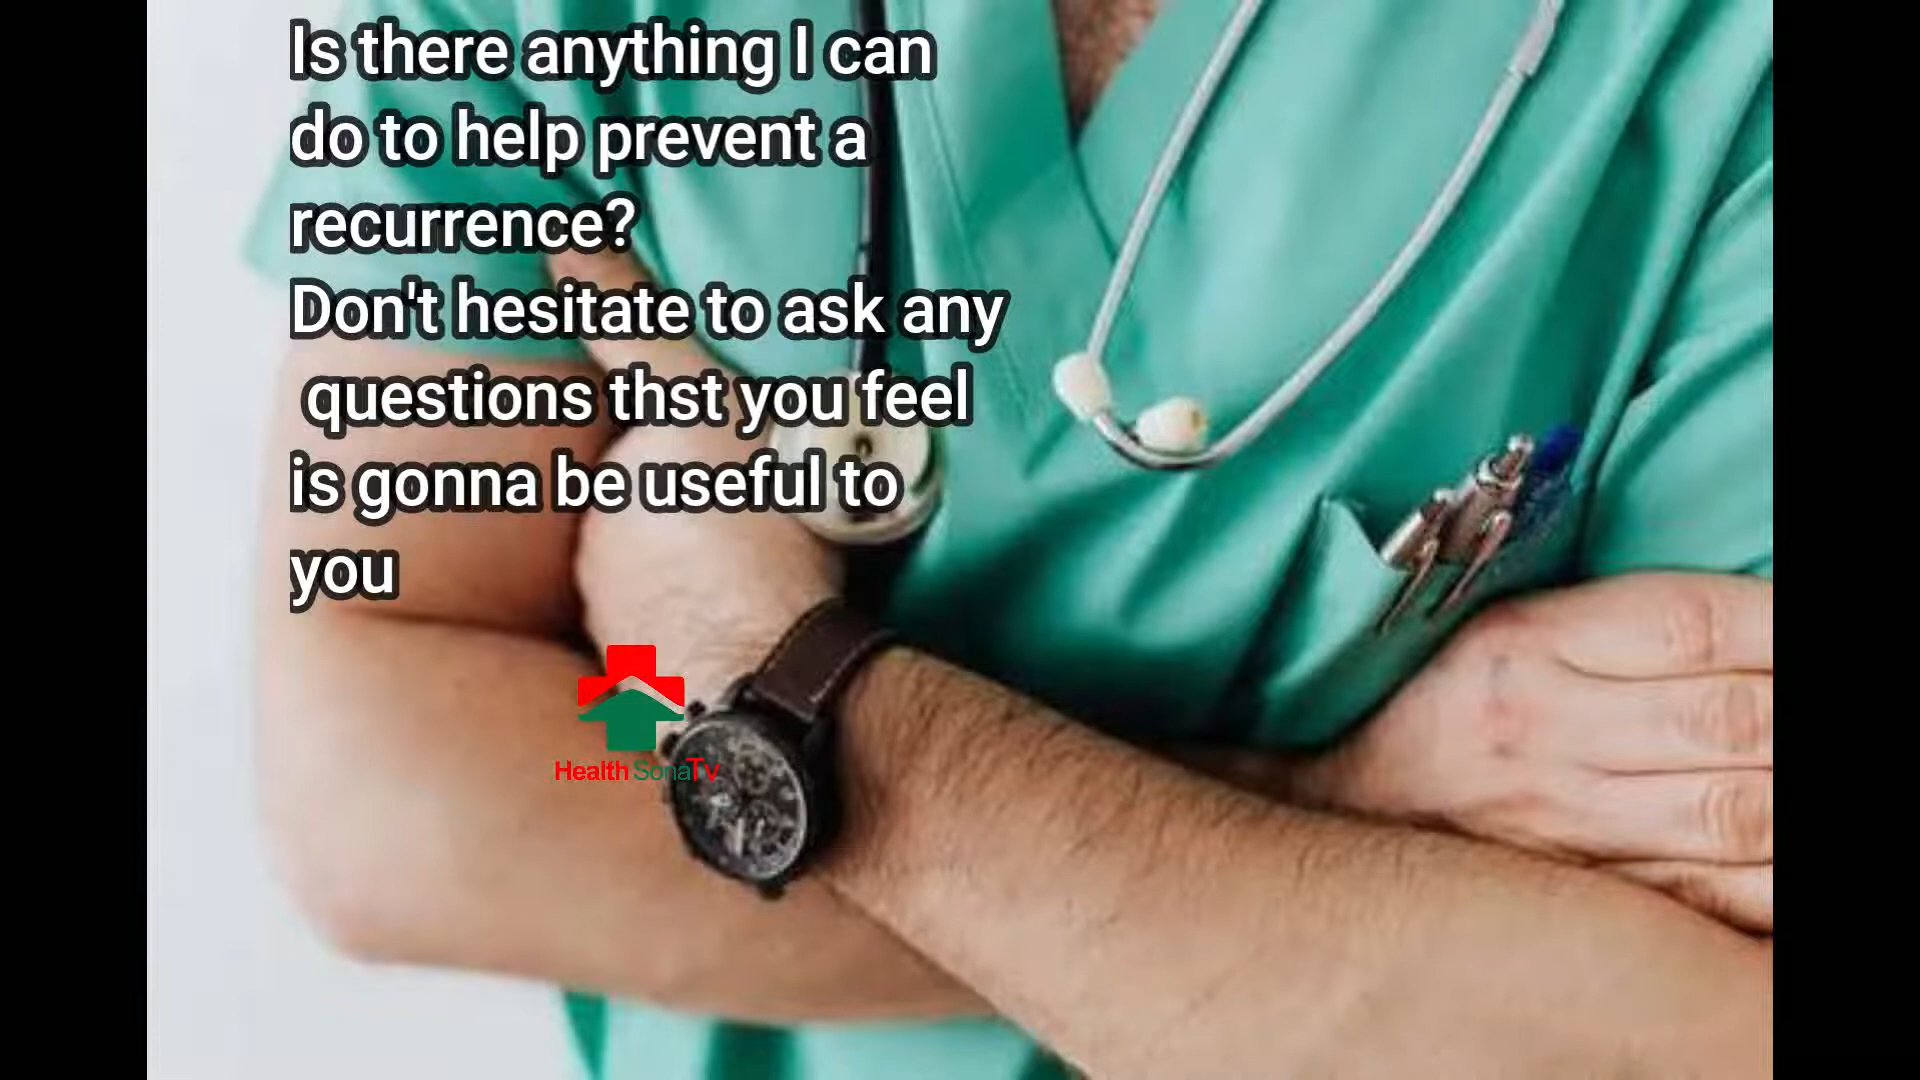 Is there anything I can
do to help prevent a
recurrence?
Don't hesitate to ask any
questions thst you feel
is gonna be useful to
you
Health SonaTv